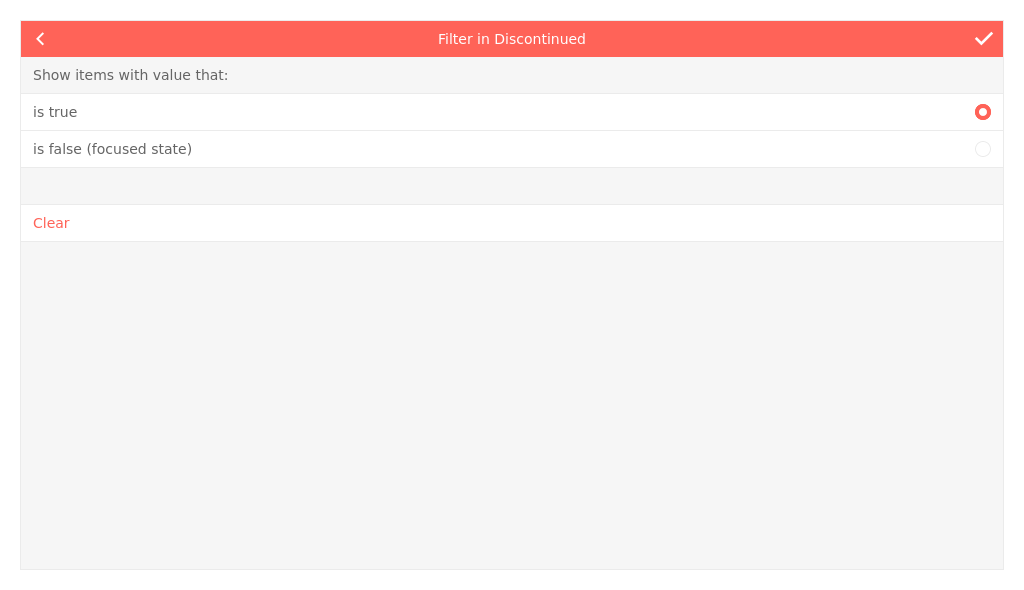 Filter in Discontinued
Show items with value that:
is true
is false (focused state)
Clear